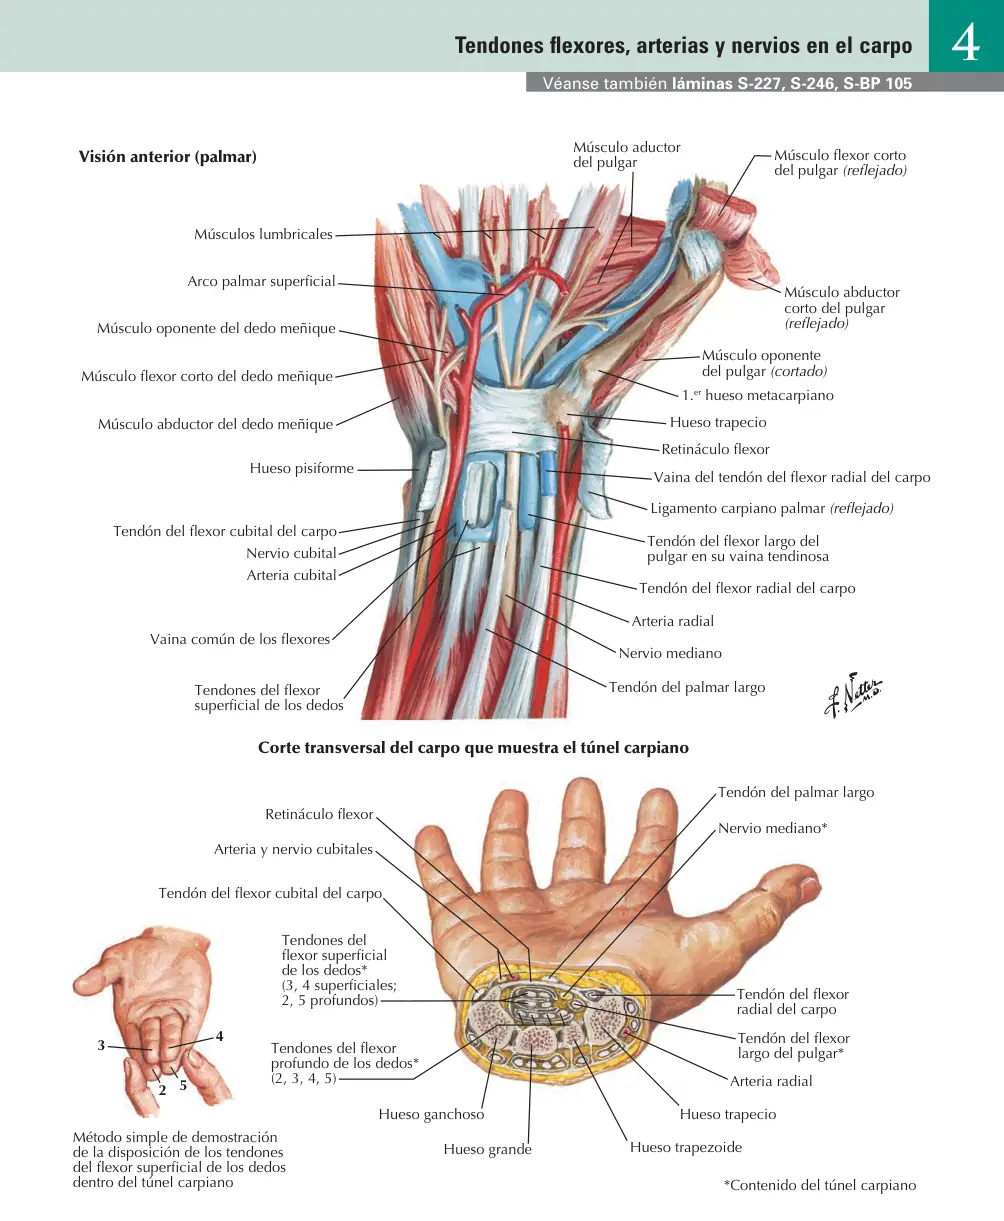 Tendones flexores, arterias y nervios en el carpo
4
Véanse también láminas S-227, S-246, S-BP 105
Visión anterior (palmar)
Músculo aductor
del pulgar
Músculo flexor corto
del pulgar (reflejado)
Músculos lumbricales
Arco palmar superficial
Músculo abductor
corto del pulgar
(reflejado)
Músculo oponente del dedo meñique
Músculo oponente
del pulgar (cortado)
Músculo flexor corto del dedo meñique
1.er hueso metacarpiano
Músculo abductor del dedo meñique
Hueso trapecio
Retináculo flexor
Hueso pisiforme
Vaina del tendón del flexor radial del carpo
Ligamento carpiano palmar (reflejado)
Tendón del flexor cubital del carpo
Tendón del flexor largo del
pulgar en su vaina tendinosa
Nervio cubital
Arteria cubital
Tendón del flexor radial del carpo
Arteria radial
Vaina común de los flexores
Nervio mediano
Tendones del flexor
superficial de los dedos
Tendón del palmar largo
F. Netter
M.D.
Corte transversal del carpo que muestra el túnel carpiano
Tendón del palmar largo
Retináculo flexor
Nervio mediano*
Arteria y nervio cubitales
Tendón del flexor cubital del carpo
Tendones del
flexor superficial
de los dedos*
(3, 4 superficiales;
2, 5 profundos)
Tendón del flexor
radial del carpo
Tendón del flexor
largo del pulgar*
3
4
2
5
Tendones del flexor
profundo de los dedos*
(2, 3, 4, 5)
Arteria radial
Hueso ganchoso
Hueso trapecio
Hueso grande
Hueso trapezoide
Método simple de demostración
de la disposición de los tendones
del flexor superficial de los dedos
dentro del túnel carpiano
*Contenido del túnel carpiano